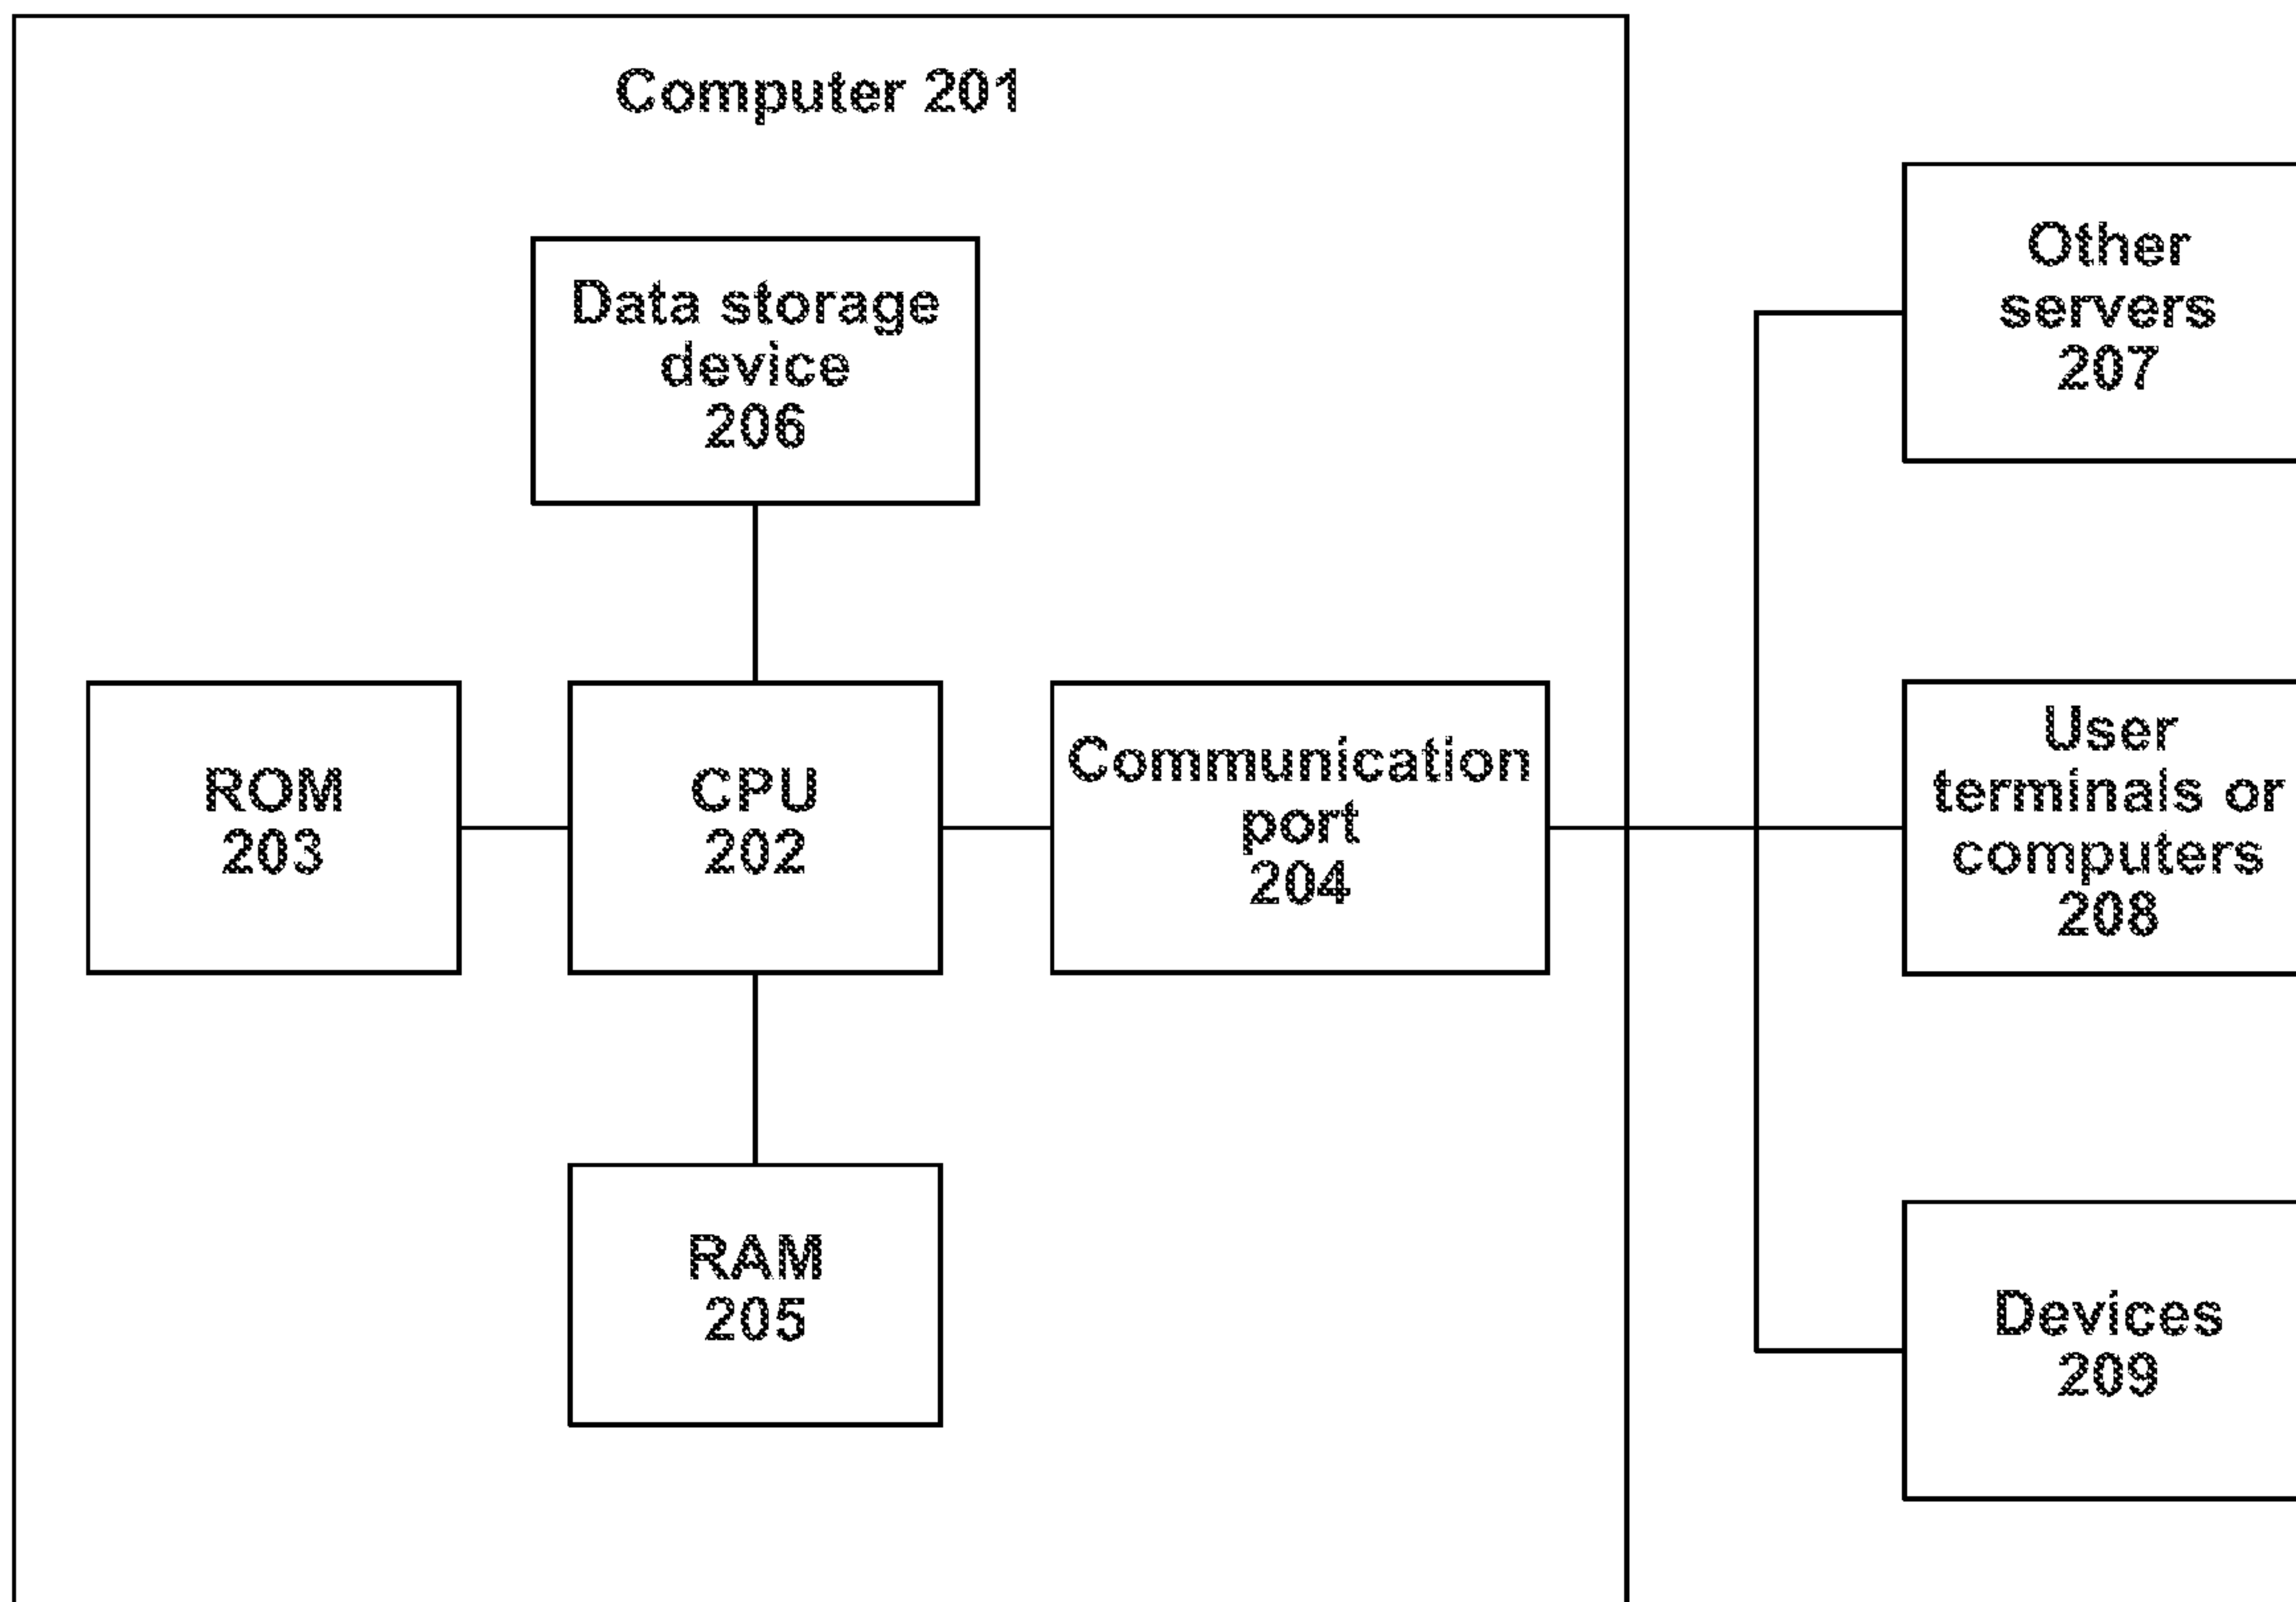 Computer 201
Data storage
device
206
ROM
203
CPU
202
Communication
port
204
RAM
205
Other
servers
207
User
terminals or
computers
208
Devices
209